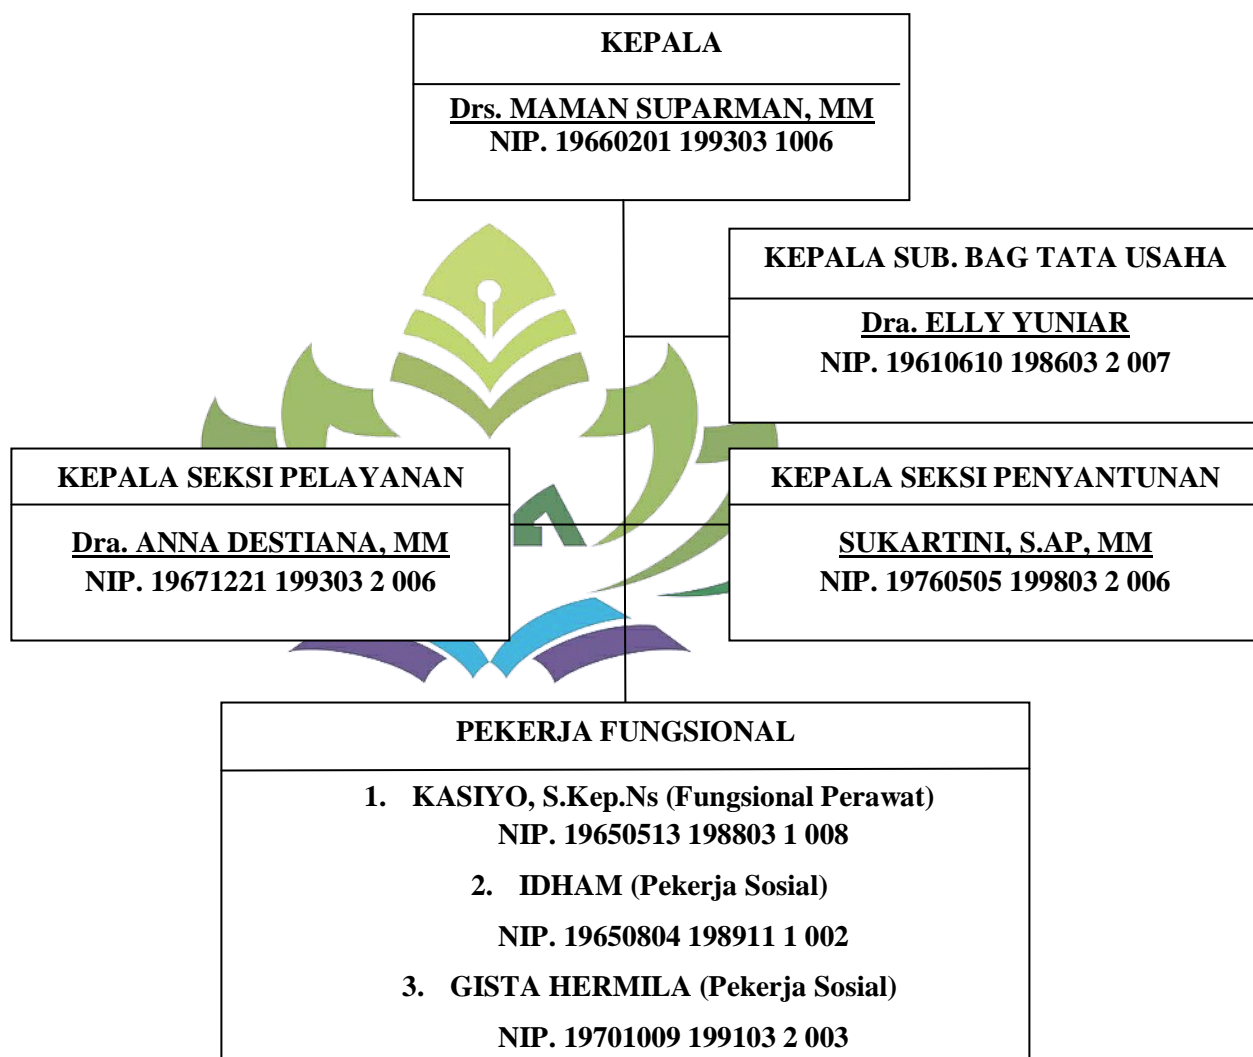 KEPALA
Drs. MAMAN SUPARMAN, MM
NIP. 19660201 199303 1006
KEPALA SUB. BAG TATA USAHA
Dra. ELLY YUNIAR
NIP. 19610610 198603 2 007
KEPALA SEKSI PELAYANAN
Dra. ANNA DESTIANA, MM
NIP. 19671221 199303 2 006
KEPALA SEKSI PENYANTUNAN
SUKARTINI, S.AP, MM
NIP. 19760505 199803 2 006
PEKERJA FUNGSIONAL
1. KASIYO, S.Kep.Ns (Fungsional Perawat)
NIP. 19650513 198803 1 008
2. IDHAM (Pekerja Sosial)
NIP. 19650804 198911 1 002
3. GISTA HERMILA (Pekerja Sosial)
NIP. 19701009 199103 2 003